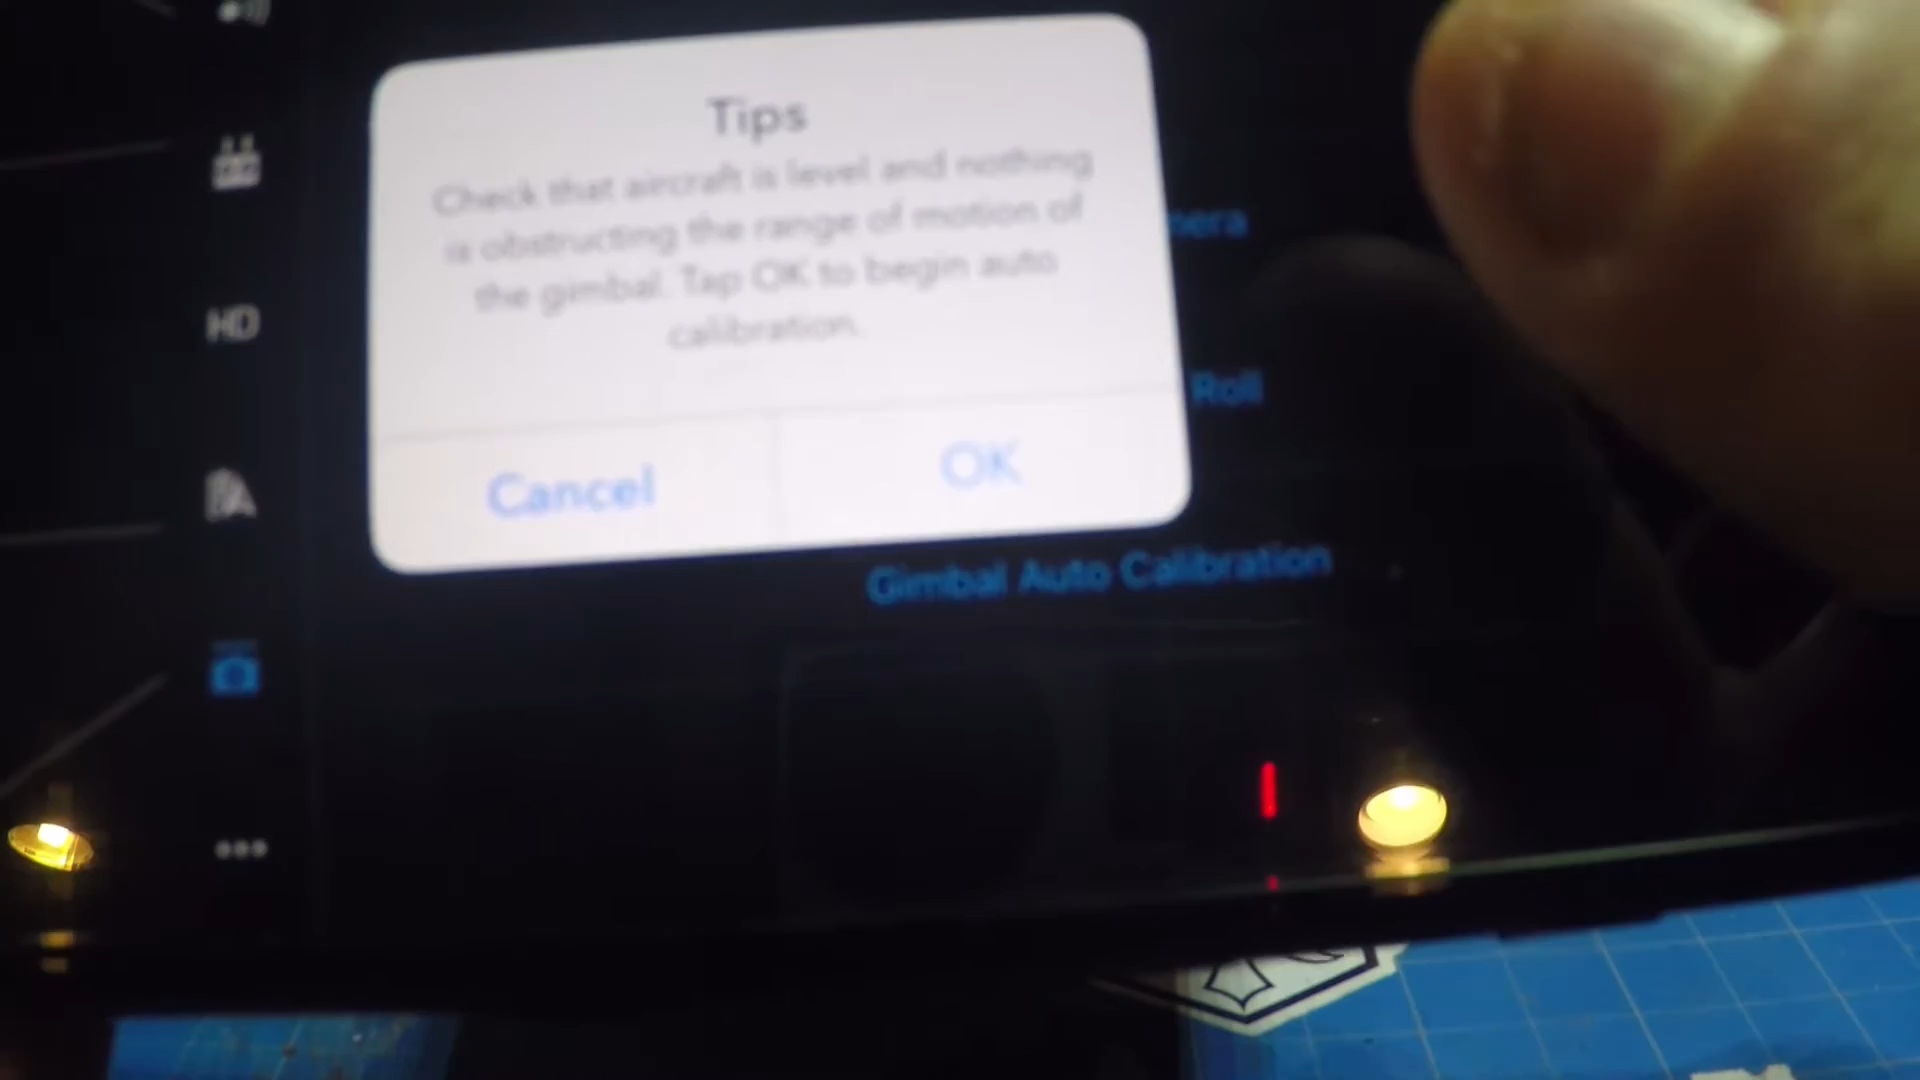 Tips
Check that aircraft is level and nothing
is obstructing the range of motion of
the gimbal. Tap OK to begin auto
calibration.
Cancel
OK
mera
Roll
Gimbal Auto Calibration
HD